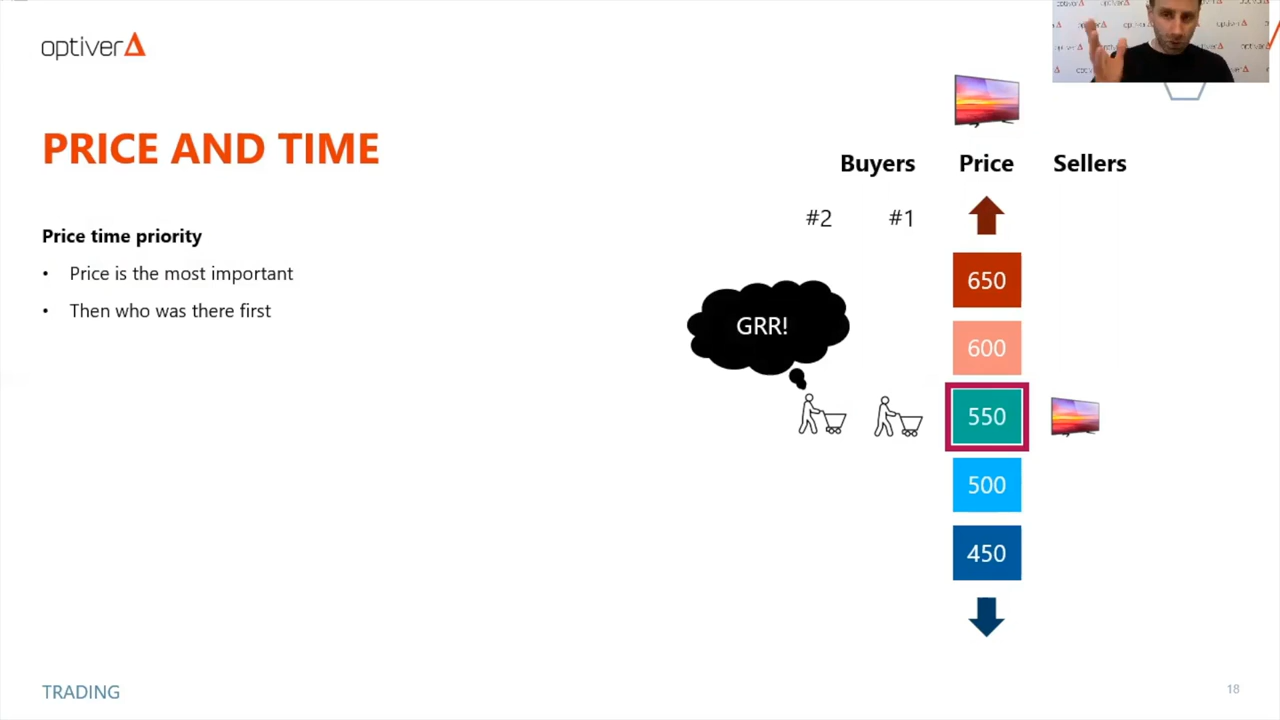 optiver
PRICE AND TIME
Price time priority
• Price is the most important
• Then who was there first
Buyers Price Sellers
#2 #1
650
GRR!
600
550
500
450
TRADING
18